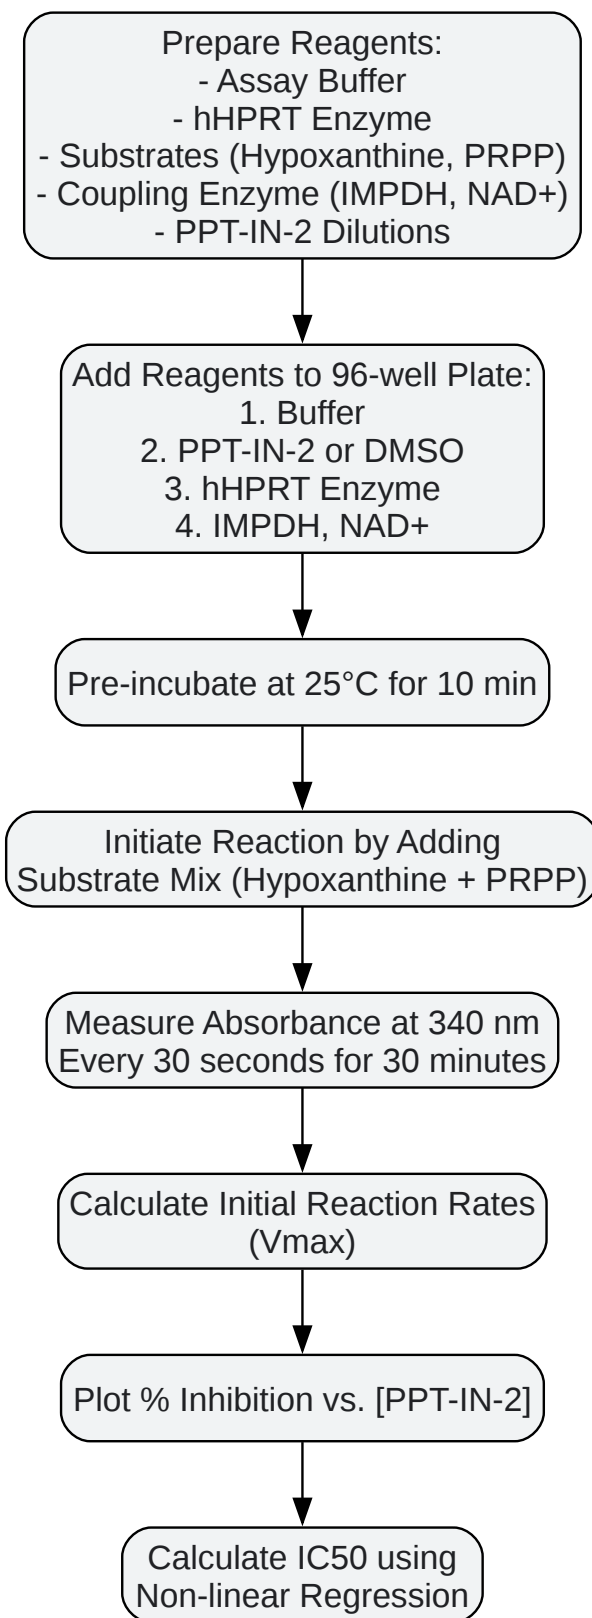 Prepare Reagents:
- Assay Buffer
- hHPRT Enzyme
- Substrates (Hypoxanthine, PRPP)
- Coupling Enzyme (IMPDH, NAD+)
- PPT-IN-2 Dilutions
Add Reagents to 96-well Plate:
1. Buffer
2. PPT-IN-2 or DMSO
3. hHPRT Enzyme
4. IMPDH, NAD+
Pre-incubate at 25°C for 10 min
Initiate Reaction by Adding
Substrate Mix (Hypoxanthine + PRPP)
Measure Absorbance at 340 nm
Every 30 seconds for 30 minutes
Calculate Initial Reaction Rates
(Vmax)
Plot % Inhibition vs. [PPT-IN-2]
Calculate IC50 using
Non-linear Regression